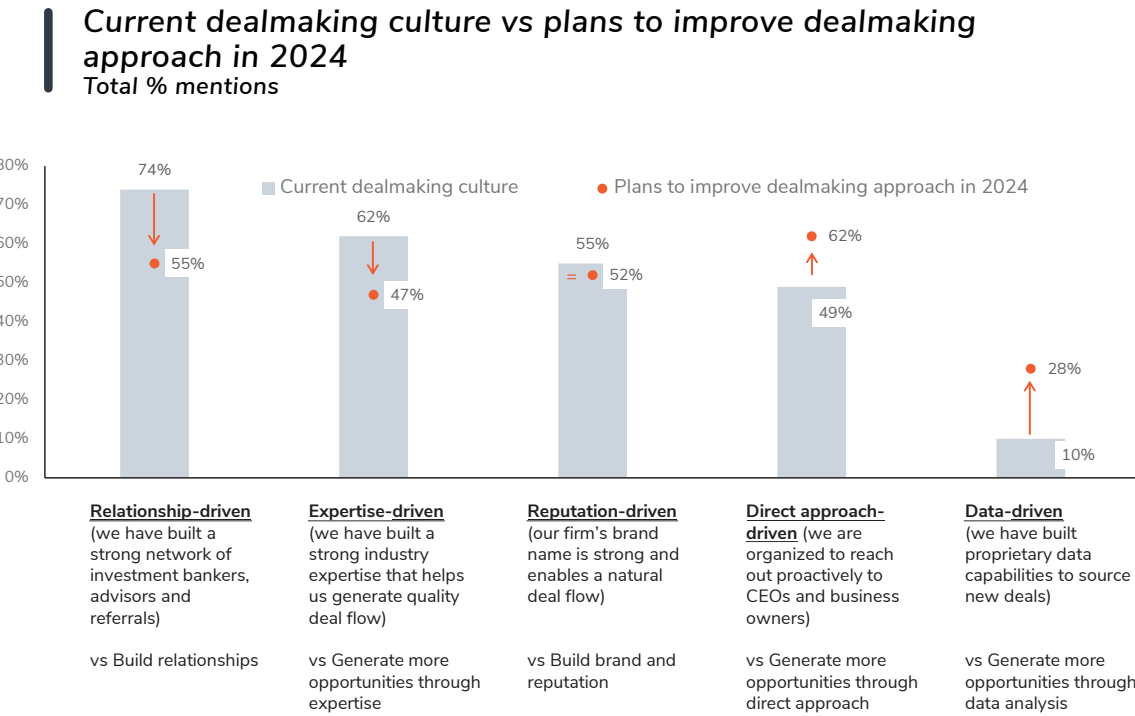 Current dealmaking culture vs plans to improve dealmaking
approach in 2024
Total % mentions
Current dealmaking culture
Plans to improve dealmaking approach in 2024
80%
70%
60%
50%
40%
30%
20%
10%
0%
74%
55%
62%
47%
55%
= 52%
62%
49%
28%
10%
Relationship-driven
(we have built a
strong network of
investment bankers,
advisors and
referrals)
vs Build relationships
Expertise-driven
(we have built a
strong industry
expertise that helps
us generate quality
deal flow)
vs Generate more
opportunities through
expertise
Reputation-driven
(our firm's brand
name is strong and
enables a natural
deal flow)
vs Build brand and
reputation
Direct approach-
driven (we are
organized to reach
out proactively to
CEOs and business
owners)
vs Generate more
opportunities through
direct approach
Data-driven
(we have built
proprietary data
capabilities to source
new deals)
vs Generate more
opportunities through
data analysis